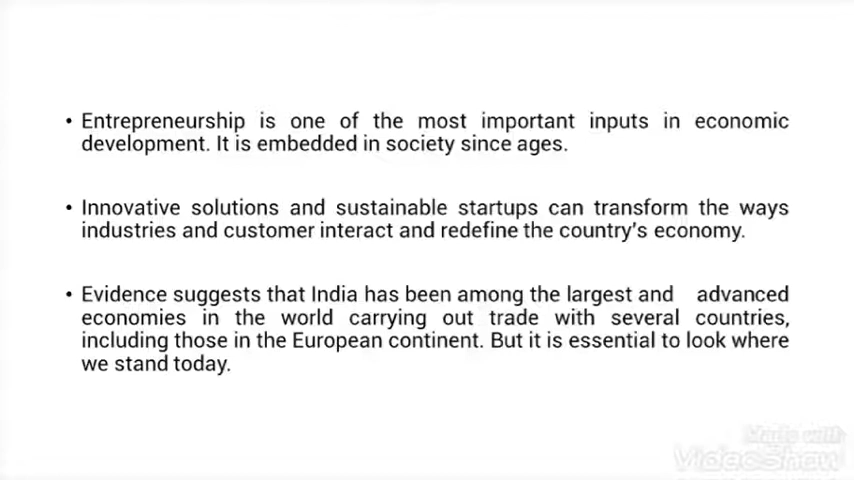 • Entrepreneurship is one of the most important inputs in economic
development. It is embedded in society since ages.
• Innovative solutions and sustainable startups can transform the ways
industries and customer interact and redefine the country's economy.
• Evidence suggests that India has been among the largest and advanced
economies in the world carrying out trade with several countries,
including those in the European continent. But it is essential to look where
we stand today.
Made with
VideoShow